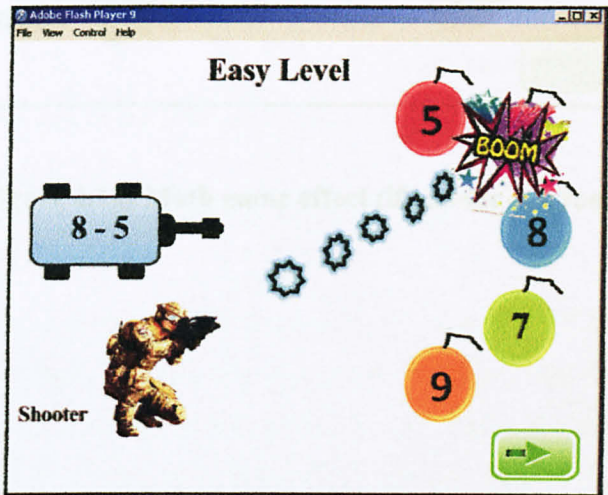 Adobe Flash Player 9
File View Control Help
Easy Level
5
BOOM
8 - 5
8
7
9
Shooter